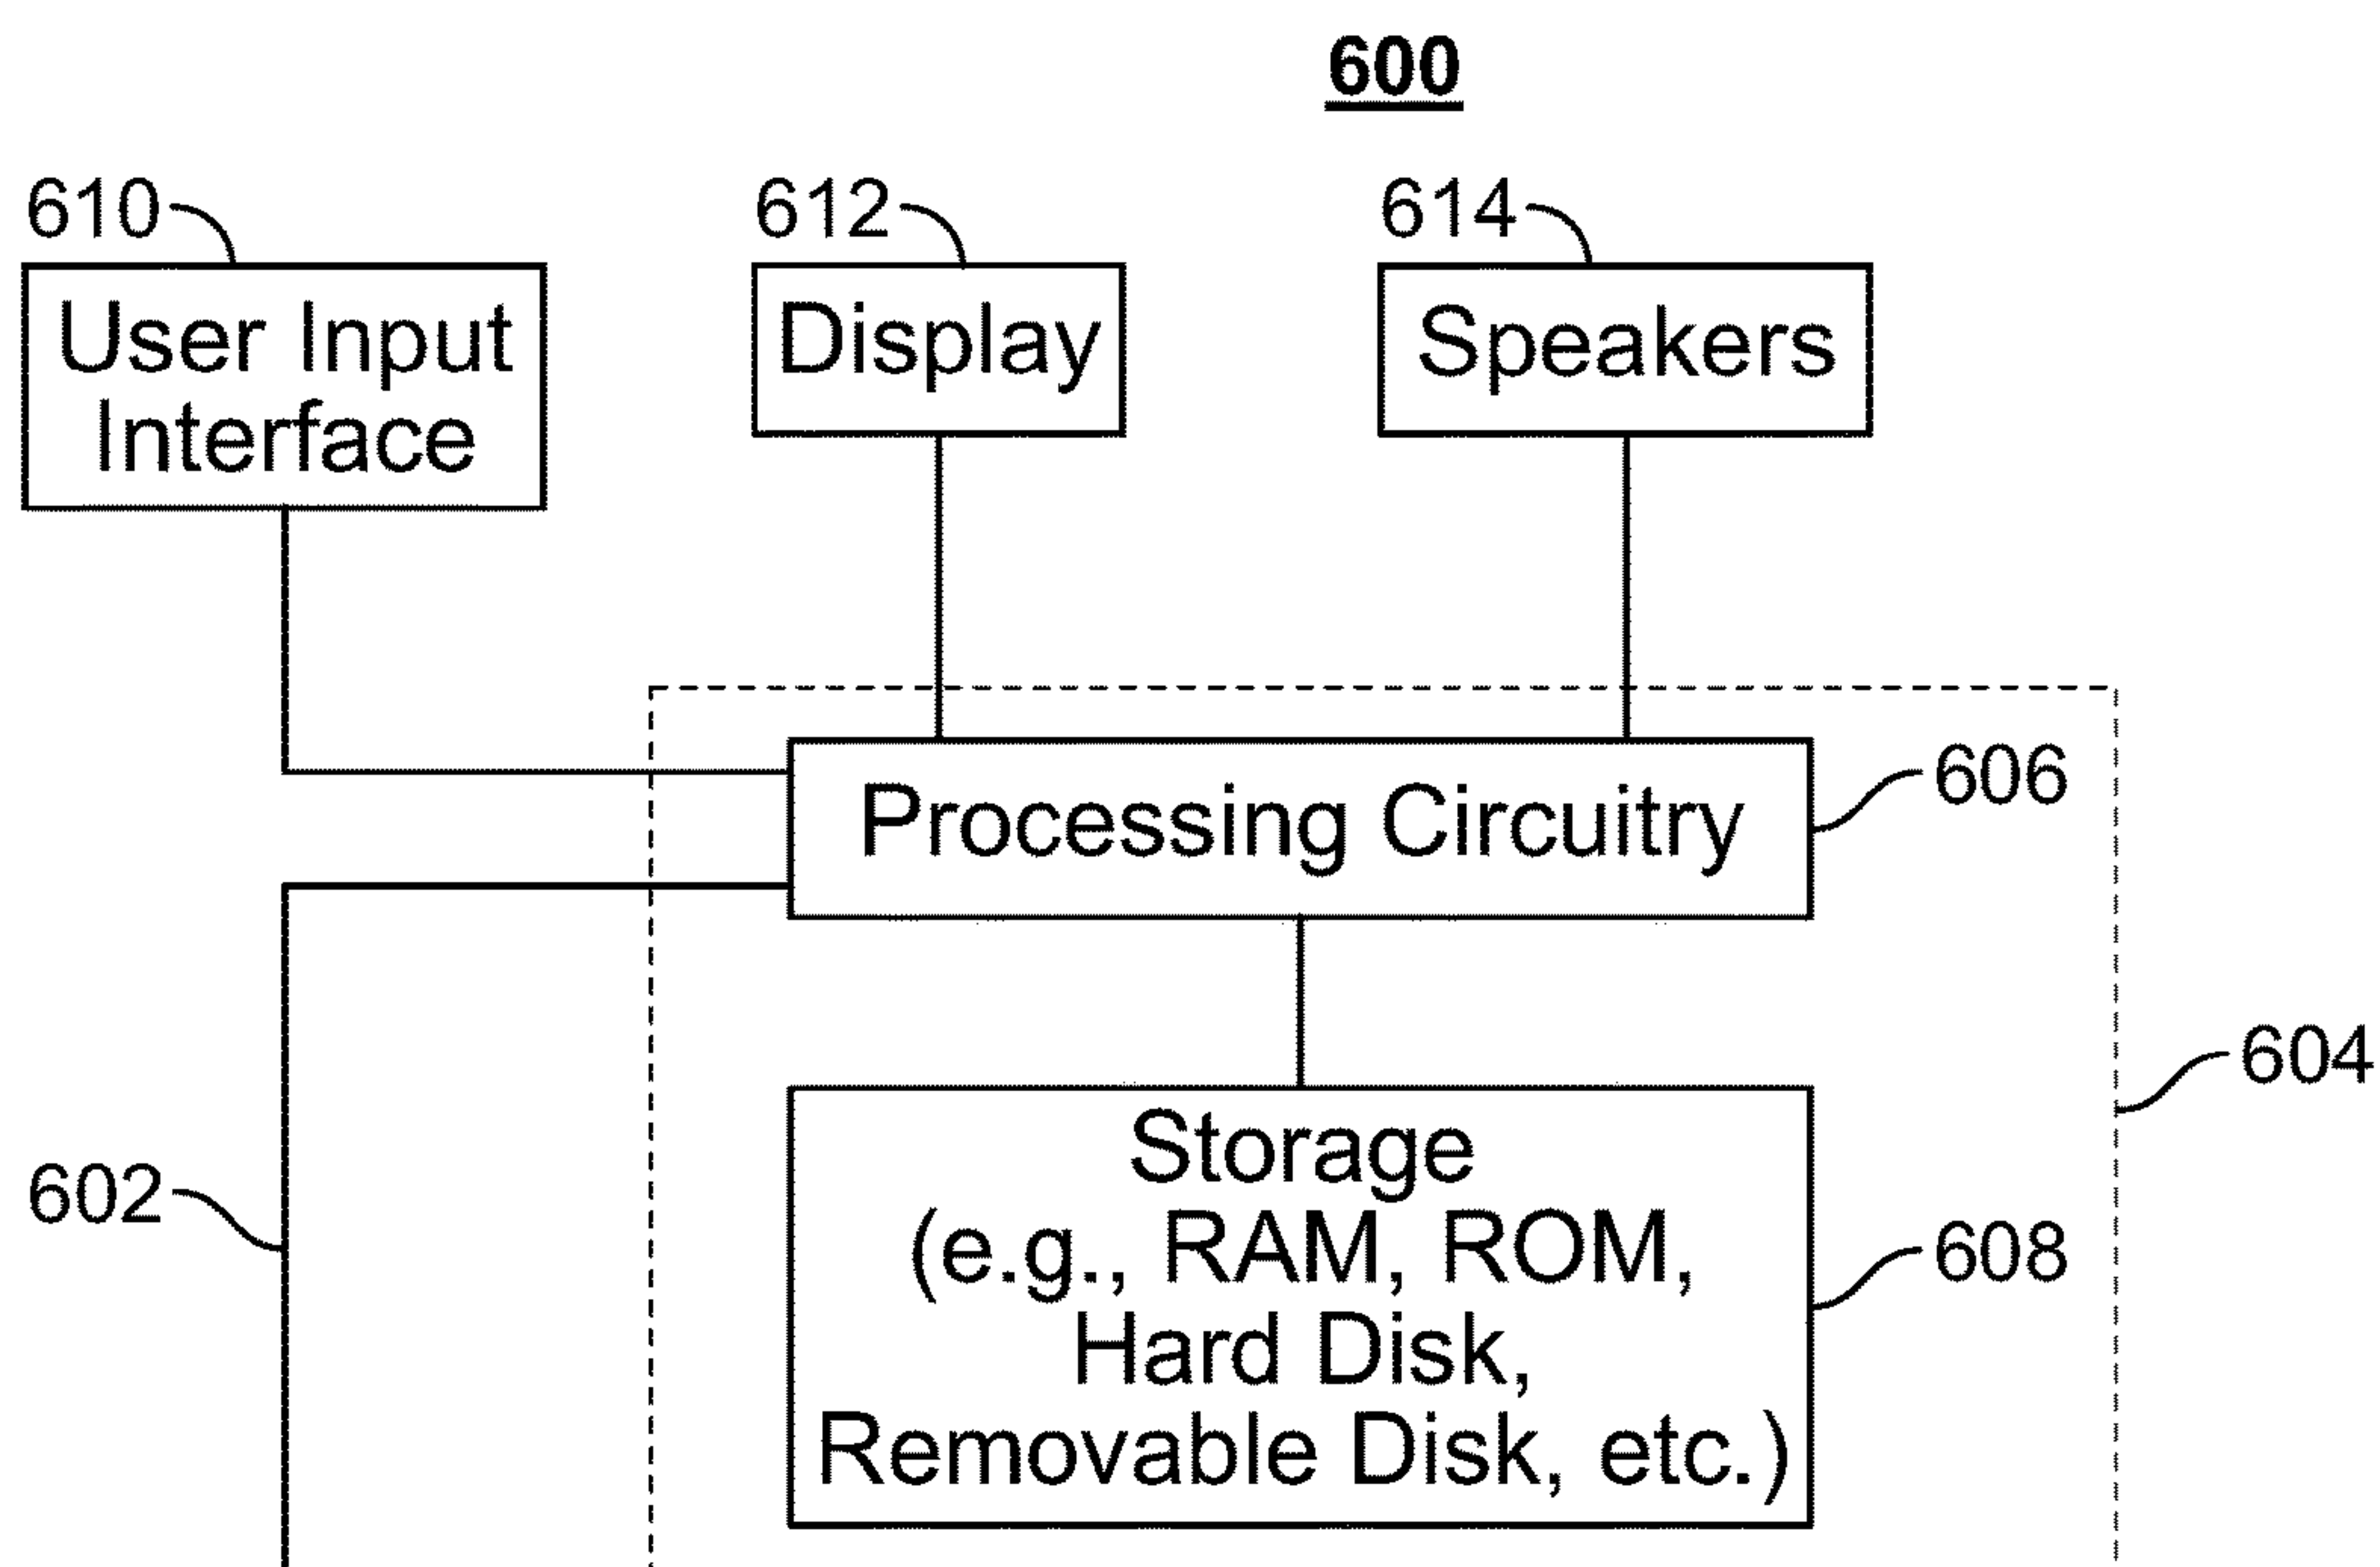 600
610
612
614
User Input
Interface
Display
Speakers
Processing Circuitry
606
604
602
Storage
(e.g., RAM, ROM,
Hard Disk,
Removable Disk, etc.)
608